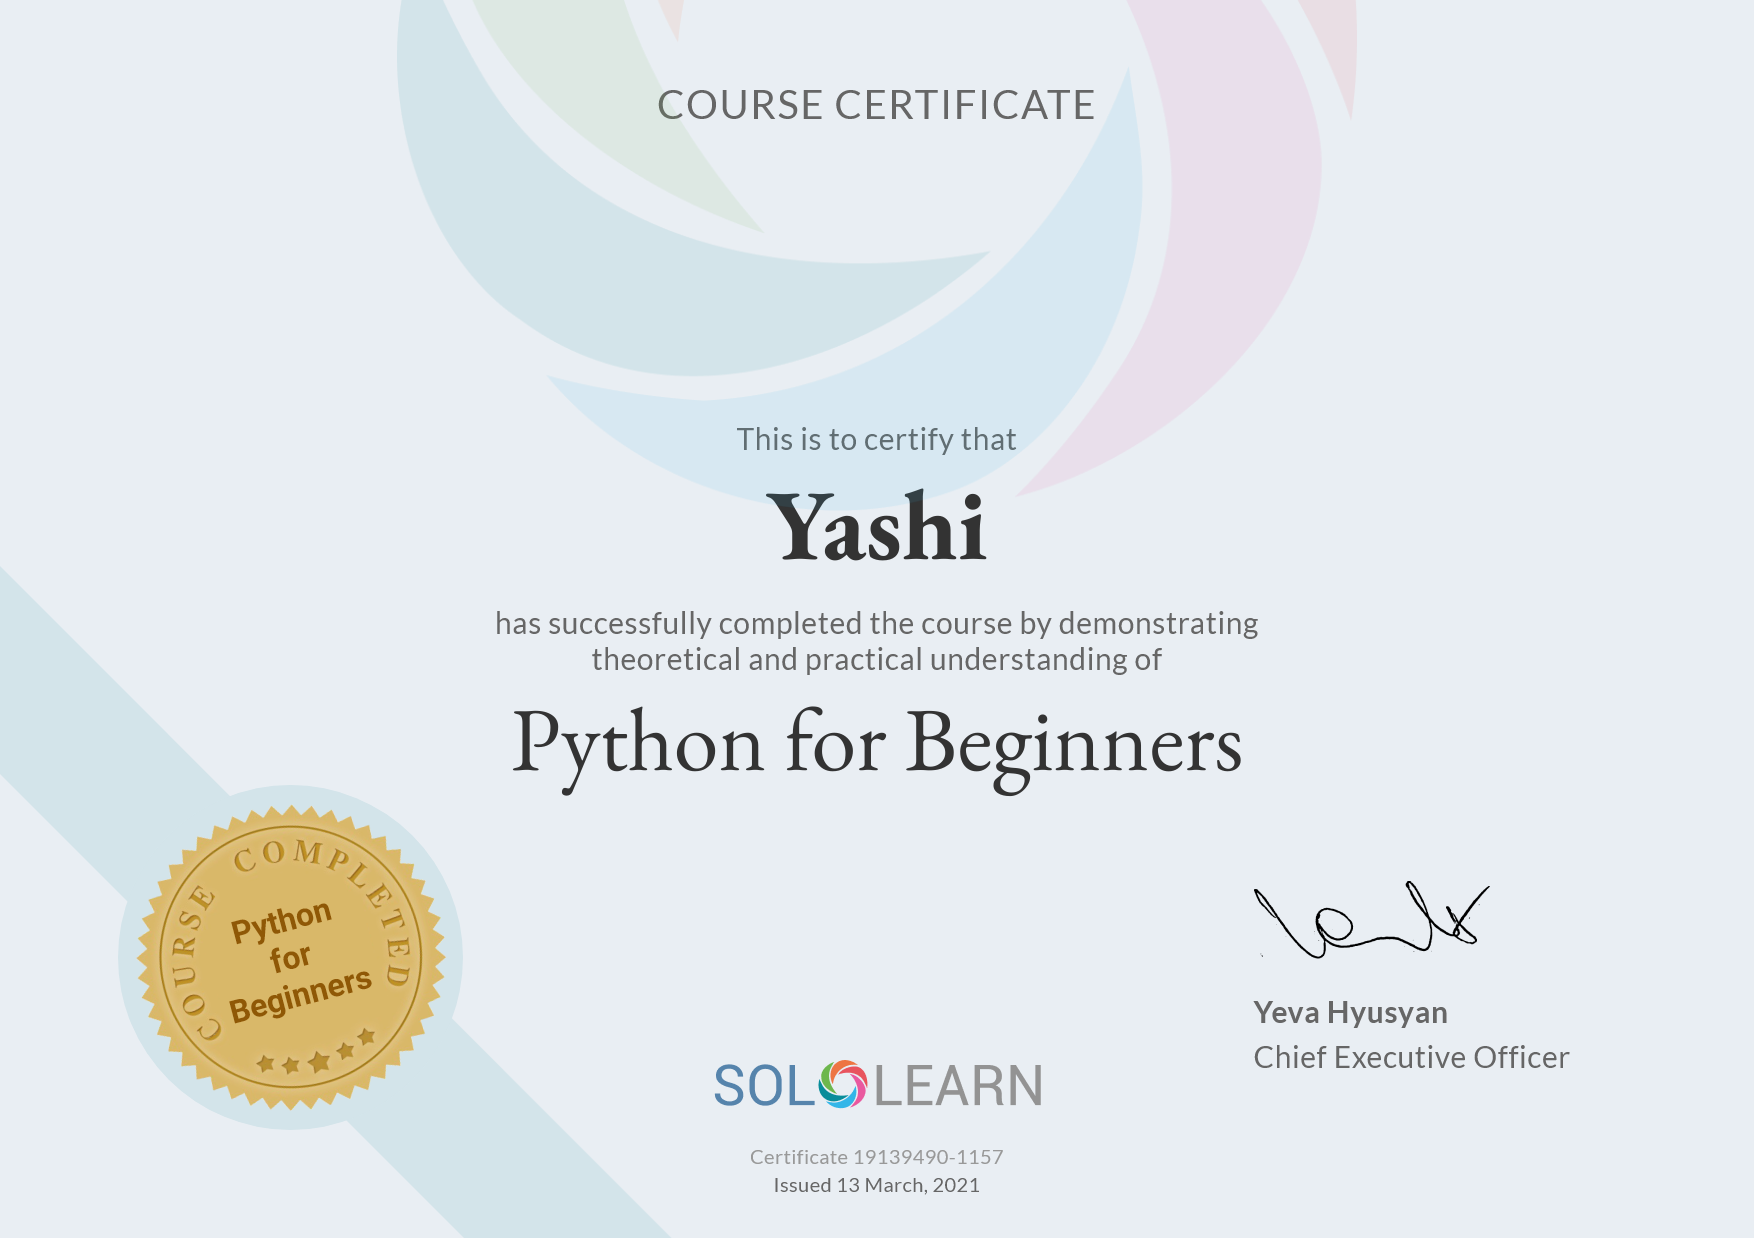 COURSE CERTIFICATE
This is to certify that
Yashi
has successfully completed the course by demonstrating
theoretical and practical understanding of
Python for Beginners
COURSE COMPLETED
Python
for
Beginners
Yeva Hyusyan
Chief Executive Officer
SOLOLEARN
Certificate 19139490-1157
Issued 13 March, 2021